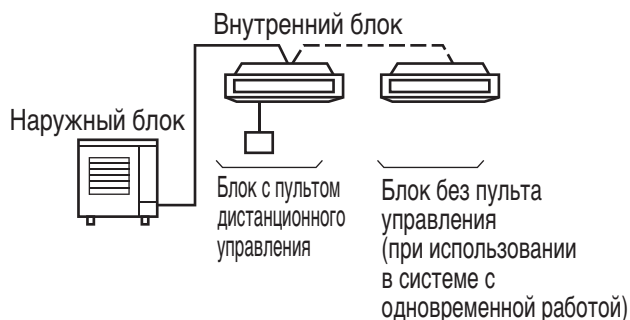 Внутренний блок
Наружный блок
Блок с пультом
дистанционного
управления
Блок без пульта
управления
(при использовании
в системе с
одновременной работой)